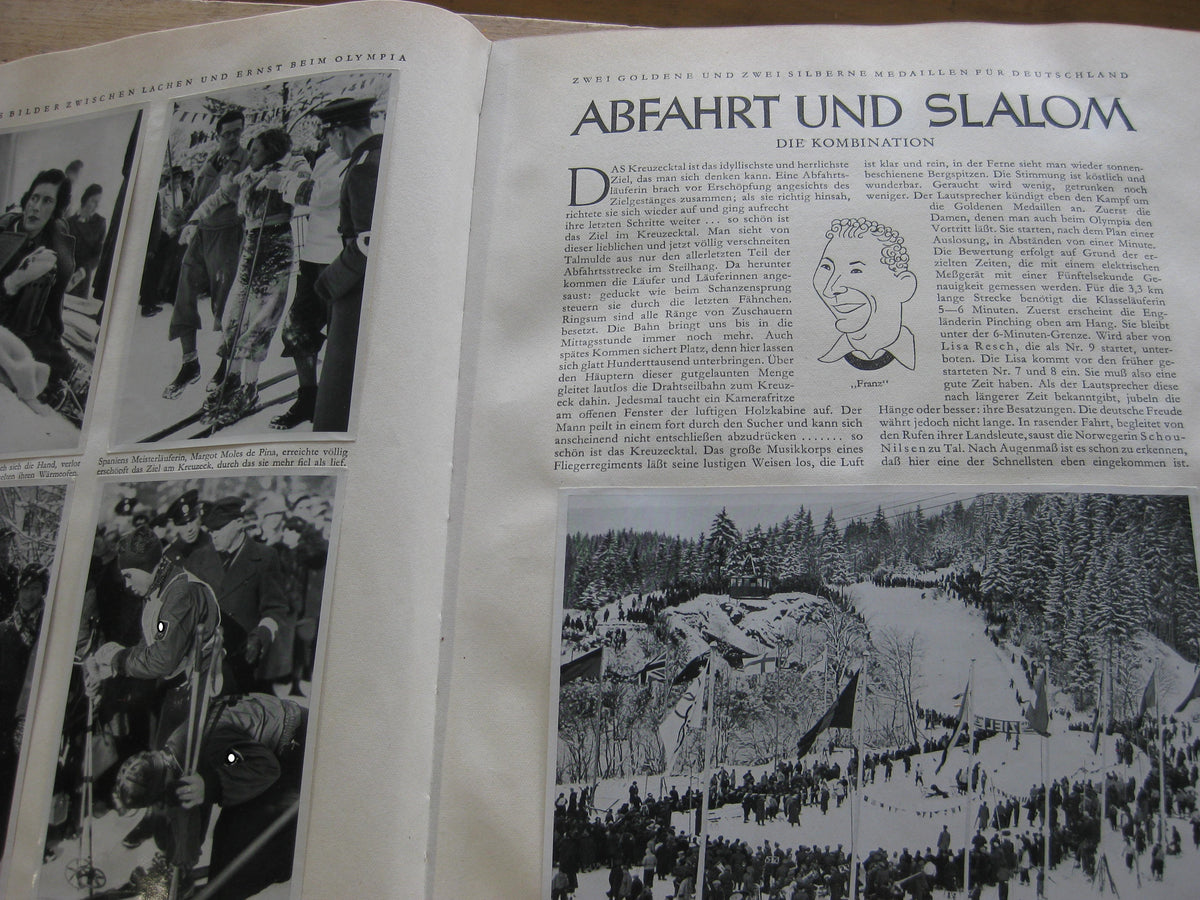 BILDER ZWISCHEN LACHEN UND ERNST BEIM OLYMPIA
sich die Hand, verlor
ihren Wärmeofen.
Spaniens Meisterläuferin, Margot Moles de Pina, erreichte völlig
erschöpft das Ziel am Kreuzeck, durch das sie mehr fiel als lief.
ZWEI GOLDENE UND ZWEI SILBERNE MEDAILLEN FÜR DEUTSCHLAND
ABFAHRT UND SLALOM
DIE KOMBINATION
DAS Kreuzecktal ist das idyllischste und herrlichste
Ziel, das man sich denken kann. Eine Abfahrts-
läuferin brach vor Erschöpfung angesichts des
Zielgestänges zusammen; als sie richtig hinsah,
richtete sie sich wieder auf und ging aufrecht
ihre letzten Schritte weiter ... so schön ist
das Ziel im Kreuzecktal. Man sieht von
dieser lieblichen und jetzt völlig verschneiten
Talmulde aus nur den allerletzten Teil der
Abfahrtsstrecke im Steilhang. Da herunter
kommen die Läufer und Läuferinnen ange-
saust: geduckt wie beim Schanzensprung
steuern sie durch die letzten Fähnchen.
Ringsum sind alle Ränge von Zuschauern
besetzt. Die Bahn bringt uns bis in die
Mittagsstunde immer noch mehr. Auch
spätes Kommen sichert Platz, denn hier lassen
sich glatt Hunderttausend unterbringen. Über
den Häuptern dieser gutgelaunten Menge
gleitet lautlos die Drahtseilbahn zum Kreuz-
eck dahin. Jedesmal taucht ein Kamerafritze
am offenen Fenster der luftigen Holzkabine auf. Der
Mann peilt in einem fort durch den Sucher und kann sich
anscheinend nicht entschließen abzudrücken ....... so
schön ist das Kreuzecktal. Das große Musikkorps eines
Fliegerregiments läßt seine lustigen Weisen los, die Luft
ist klar und rein, in der Ferne sieht man wieder sonnen-
beschienene Bergspitzen. Die Stimmung ist köstlich und
wunderbar. Geraucht wird wenig, getrunken noch
weniger. Der Lautsprecher kündigt eben den Kampf um
die Goldenen Medaillen an. Zuerst die
Damen, denen man auch beim Olympia den
Vortritt läßt. Sie starten, nach dem Plan einer
Auslosung, in Abständen von einer Minute.
Die Bewertung erfolgt auf Grund der er-
zielten Zeiten, die mit einem elektrischen
Meßgerät mit einer Fünftelsekunde Ge-
nauigkeit gemessen werden. Für die 3,3 km
lange Strecke benötigt die Klasseläuferin
5—6 Minuten. Zuerst erscheint die Eng-
länderin Pinching oben am Hang. Sie bleibt
unter der 6-Minuten-Grenze. Wird aber von
Lisa Resch, die als Nr. 9 startet, unter-
boten. Die Lisa kommt vor den früher ge-
starteten Nr. 7 und 8 ein. Sie muß also eine
gute Zeit haben. Als der Lautsprecher diese
nach längerer Zeit bekanntgibt, jubeln die
Hänge oder besser: ihre Besatzungen. Die deutsche Freude
währt jedoch nicht lange. In rasender Fahrt, begleitet von
den Rufen ihrer Landsleute, saust die Norwegerin Schou-
Nilsen zu Tal. Nach Augenmaß ist es schon zu erkennen,
daß hier eine der Schnellsten eben eingekommen ist.
„Franz"